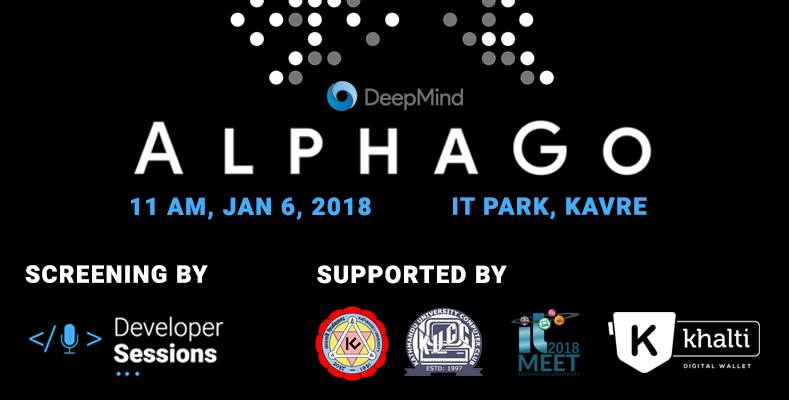 DeepMind
ALPHAGO
11 AM, JAN 6, 2018
IT PARK, KAVRE
SCREENING BY
SUPPORTED BY
</> Developer
Sessions
KATHMANDU UNIVERSITY COMPUTER CLUB
KUCC
ESTD: 1997
it
2018
MEET
K khalti
DIGITAL WALLET